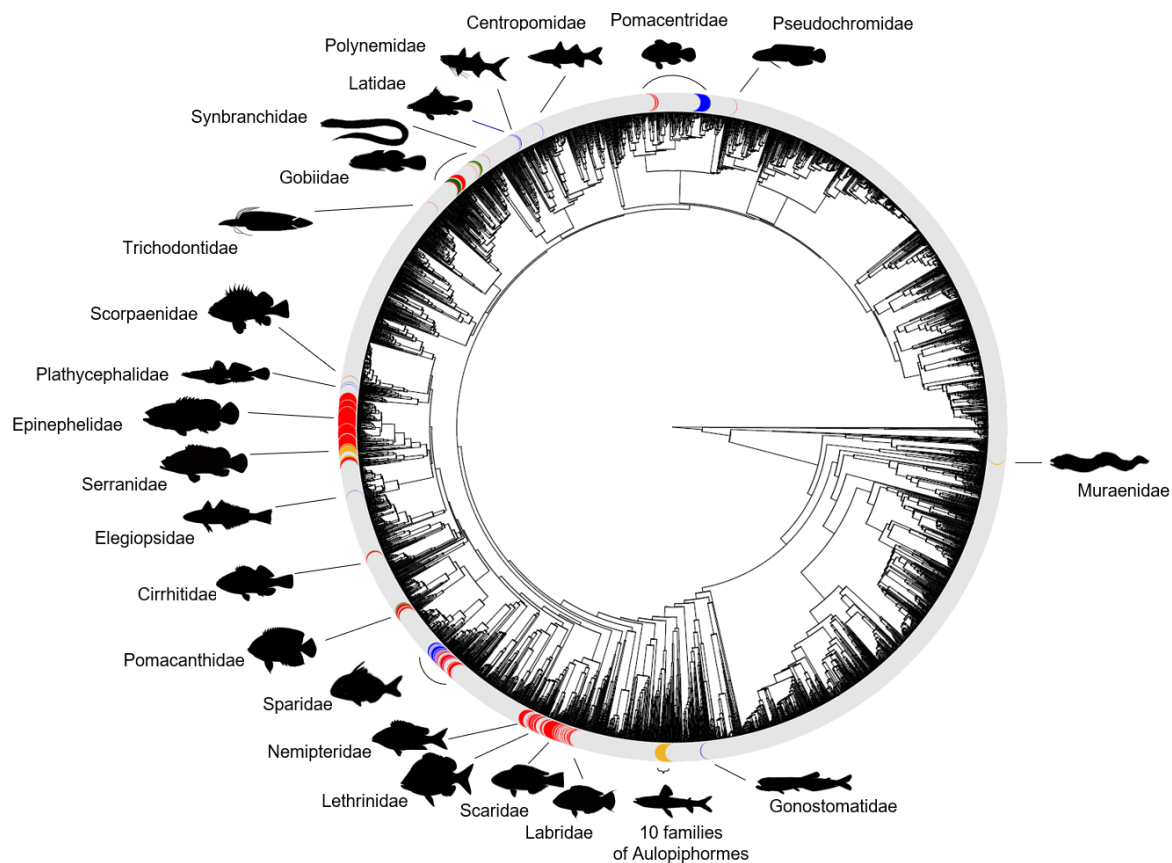 Centropomidae
Pomacentridae
Pseudochromidae
Polynemidae
Latidae
Synbranchidae
Gobiidae
Trichodontidae
Scorpaenidae
Plathycephalidae
Epinephelidae
Serranidae
Elegiopsidae
Cirrhitidae
Pomacanthidae
Sparidae
Nemipteridae
Lethrinidae
Scaridae
Labridae
10 families
of Aulopiphormes
Gonostomatidae
Muraenidae